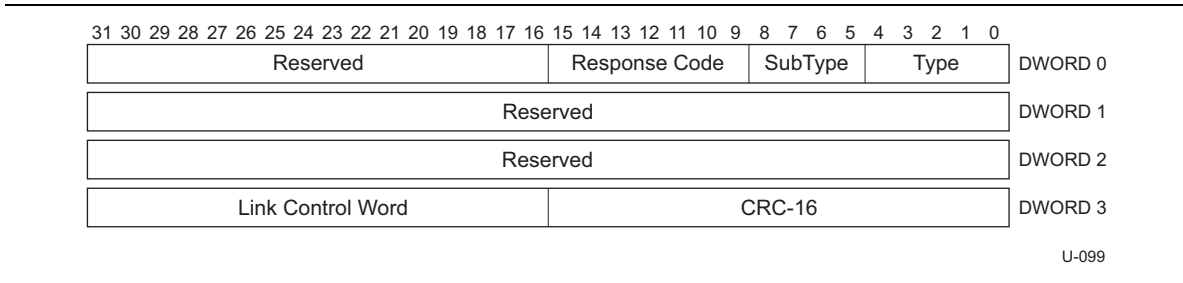 31 30 29 28 27 26 25 24 23 22 21 20 19 18 17 16 15 14 13 12 11 10 9 8 7 6 5 4 3 2 1 0
Reserved Response Code SubType Type DWORD 0
Reserved DWORD 1
Reserved DWORD 2
Link Control Word CRC-16 DWORD 3
U-099